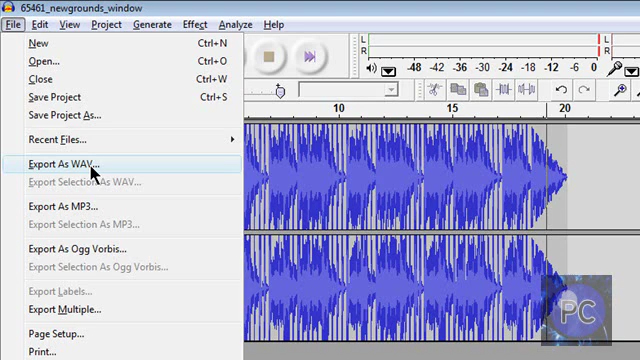 65461_newgrounds_window
File Edit View Project Generate Effect Analyze Help
New Ctrl+N
Open... Ctrl+O
Close Ctrl+W
Save Project Ctrl+S
Save Project As...
Recent Files...
Export As WAV...
Export Selection As WAV...
Export As MP3...
Export Selection As MP3...
Export As Ogg Vorbis...
Export Selection As Ogg Vorbis...
Export Labels...
Export Multiple...
Page Setup...
Print...
L
R
-48 -36 -24 -12 0
L
R
-48
10 15 20
PC